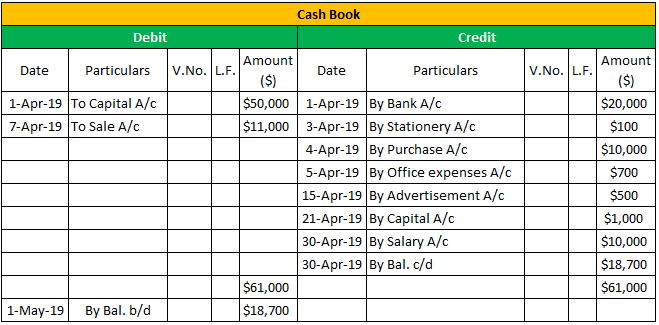 Cash Book
Debit Credit
Date Particulars V.No. L.F. Amount ($) Date Particulars V.No. L.F. Amount ($)
1-Apr-19 To Capital A/c $50,000 1-Apr-19 By Bank A/c $20,000
7-Apr-19 To Sale A/c $11,000 3-Apr-19 By Stationery A/c $100
4-Apr-19 By Purchase A/c $10,000
5-Apr-19 By Office expenses A/c $700
15-Apr-19 By Advertisement A/c $500
21-Apr-19 By Capital A/c $1,000
30-Apr-19 By Salary A/c $10,000
30-Apr-19 By Bal. c/d $18,700
$61,000 $61,000
1-May-19 By Bal. b/d $18,700